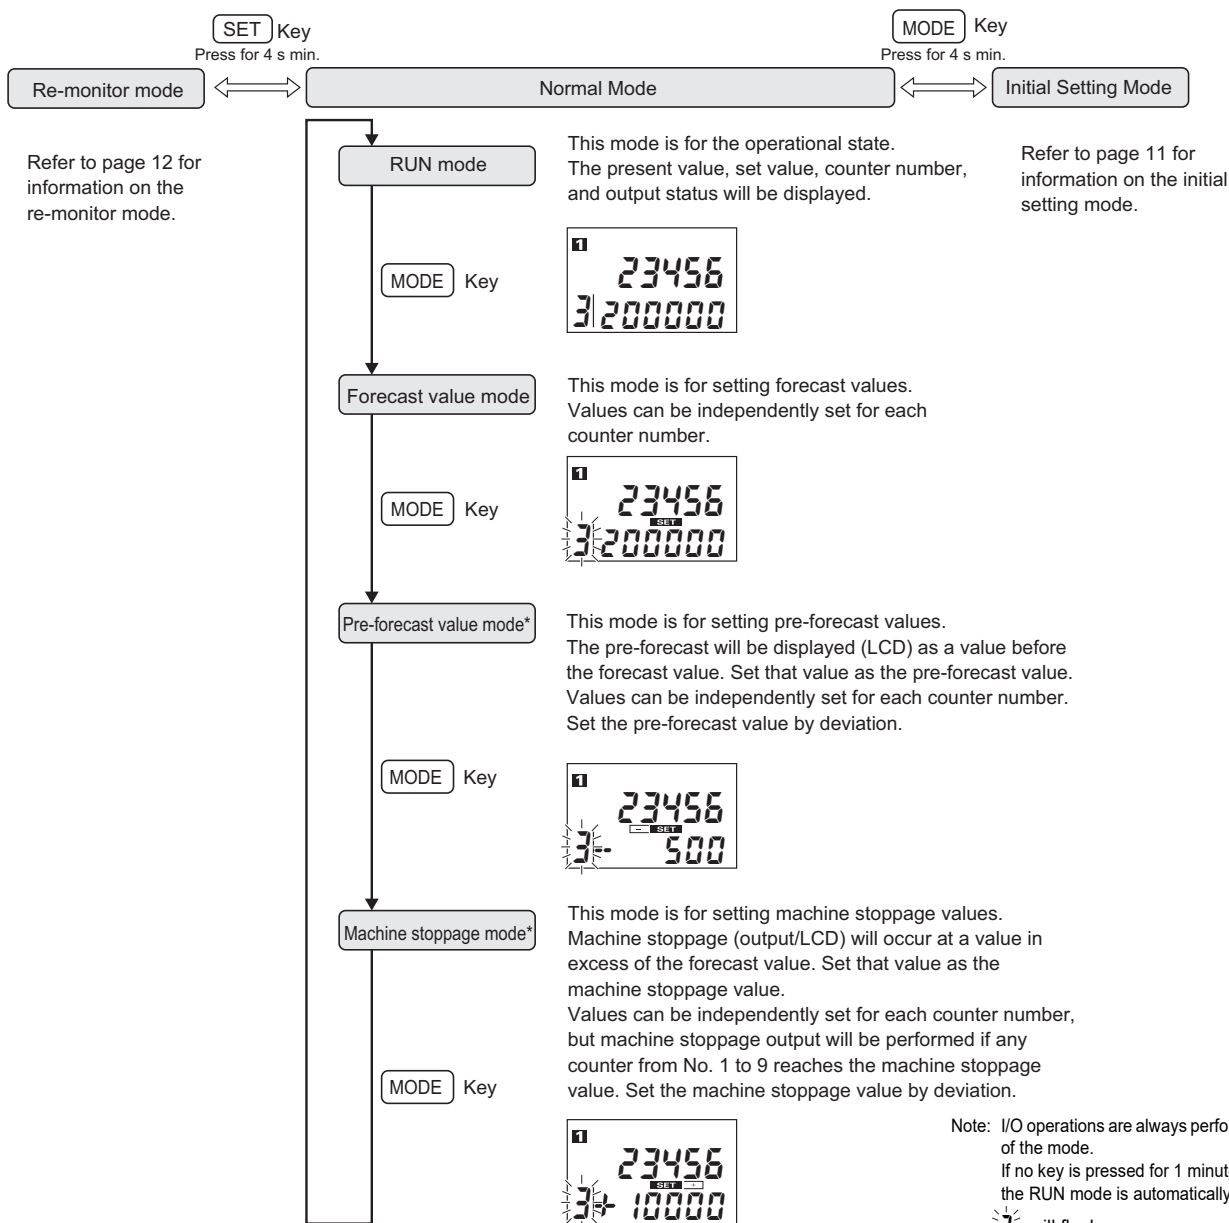 SET Key
Press for 4 s min.
MODE Key
Press for 4 s min.
Re-monitor mode
Normal Mode
Initial Setting Mode
Refer to page 12 for
information on the
re-monitor mode.
RUN mode
This mode is for the operational state.
The present value, set value, counter number,
and output status will be displayed.
Refer to page 11 for
information on the initial
setting mode.
MODE Key
1
23456
3 200000
Forecast value mode
This mode is for setting forecast values.
Values can be independently set for each
counter number.
MODE Key
1
23456
SET
3 200000
Pre-forecast value mode*
This mode is for setting pre-forecast values.
The pre-forecast will be displayed (LCD) as a value before
the forecast value. Set that value as the pre-forecast value.
Values can be independently set for each counter number.
Set the pre-forecast value by deviation.
MODE Key
1
23456
- SET
3 -- 500
Machine stoppage mode*
This mode is for setting machine stoppage values.
Machine stoppage (output/LCD) will occur at a value in
excess of the forecast value. Set that value as the
machine stoppage value.
Values can be independently set for each counter number,
but machine stoppage output will be performed if any
counter from No. 1 to 9 reaches the machine stoppage
value. Set the machine stoppage value by deviation.
MODE Key
1
23456
SET +
3 + 10000
Note: I/O operations are always
of the mode.
If no key is pressed for 1
the RUN mode is automatically